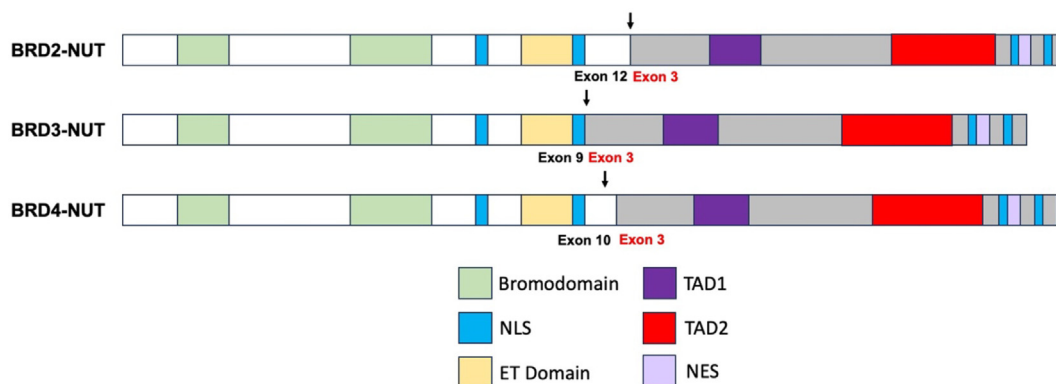 BRD2-NUT
Exon 12 Exon 3
BRD3-NUT
Exon 9 Exon 3
BRD4-NUT
Exon 10 Exon 3
Bromodomain TAD1
NLS TAD2
ET Domain NES